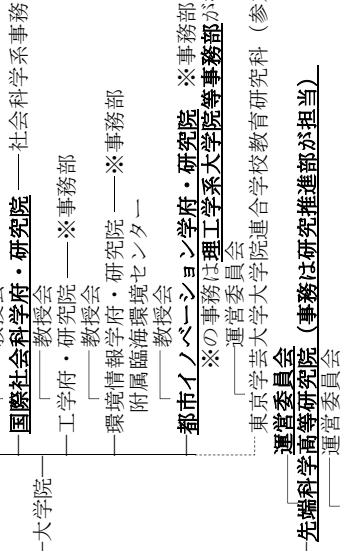 国際社会科学府・研究院 ― 社会科学系事務
教授会
工学府・研究院 ―※事務部
教授会
環境情報学府・研究院 ―※事務部
教授会
附属臨海環境センター
教授会
都市イノベーション学府・研究院 ※事務部
※の事務は理工学系大学院等事務部が
運営委員会
東京学芸大学大学院連合学校教育研究科（参
大学院
運営委員会
先端科学高等研究院（事務は研究推進部が担当）
運営委員会